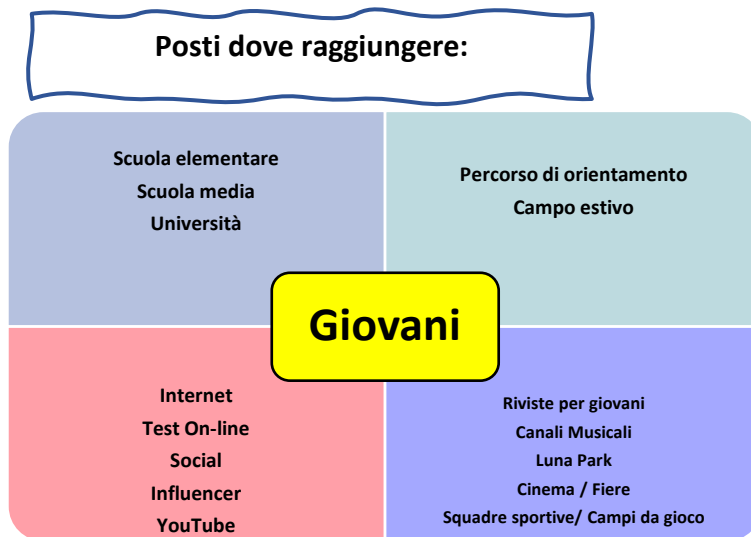 Posti dove raggiungere:
Scuola elementare
Scuola media
Università
Percorso di orientamento
Campo estivo
Giovani
Internet
Test On-line
Social
Influencer
YouTube
Riviste per giovani
Canali Musicali
Luna Park
Cinema / Fiere
Squadre sportive/ Campi da gioco